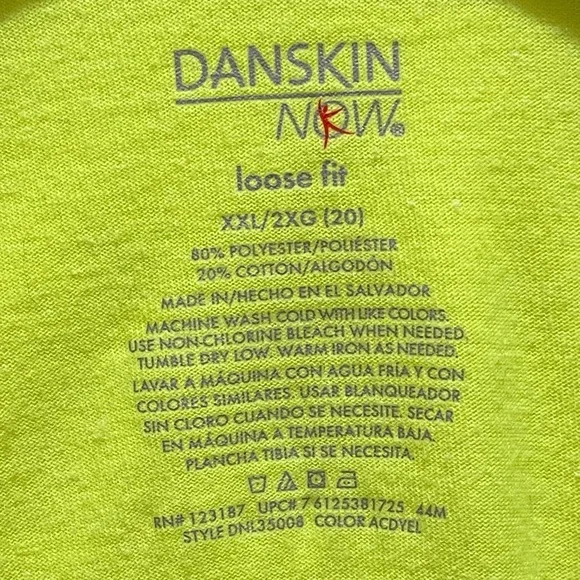 DANSKIN
NOW®
loose fit
XXL/2XG (20)
80% POLYESTER/POLIÉSTER
20% COTTON/ALGODÓN
MADE IN/HECHO EN EL SALVADOR
MACHINE WASH COLD WITH LIKE COLORS.
USE NON-CHLORINE BLEACH WHEN NEEDED.
TUMBLE DRY LOW. WARM IRON AS NEEDED.
LAVAR A MÁQUINA CON AGUA FRÍA Y CON
COLORES SIMILARES. USAR BLANQUEADOR
SIN CLORO CUANDO SE NECESITE. SECAR
EN MÁQUINA A TEMPERATURA BAJA.
PLANCHA TIBIA SI SE NECESITA.
RN# 123187 UPC# 7 6125381725 44M
STYLE DNL35008 COLOR ACDYEL